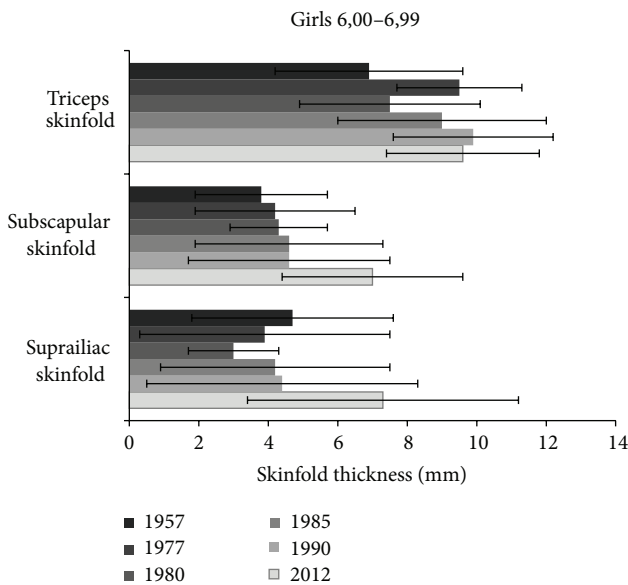 Girls 6,00–6,99
Triceps
skinfold
Subscapular
skinfold
Suprailiac
skinfold
0 2 4 6 8 10 12 14
Skinfold thickness (mm)
1957 1985
1977 1990
1980 2012